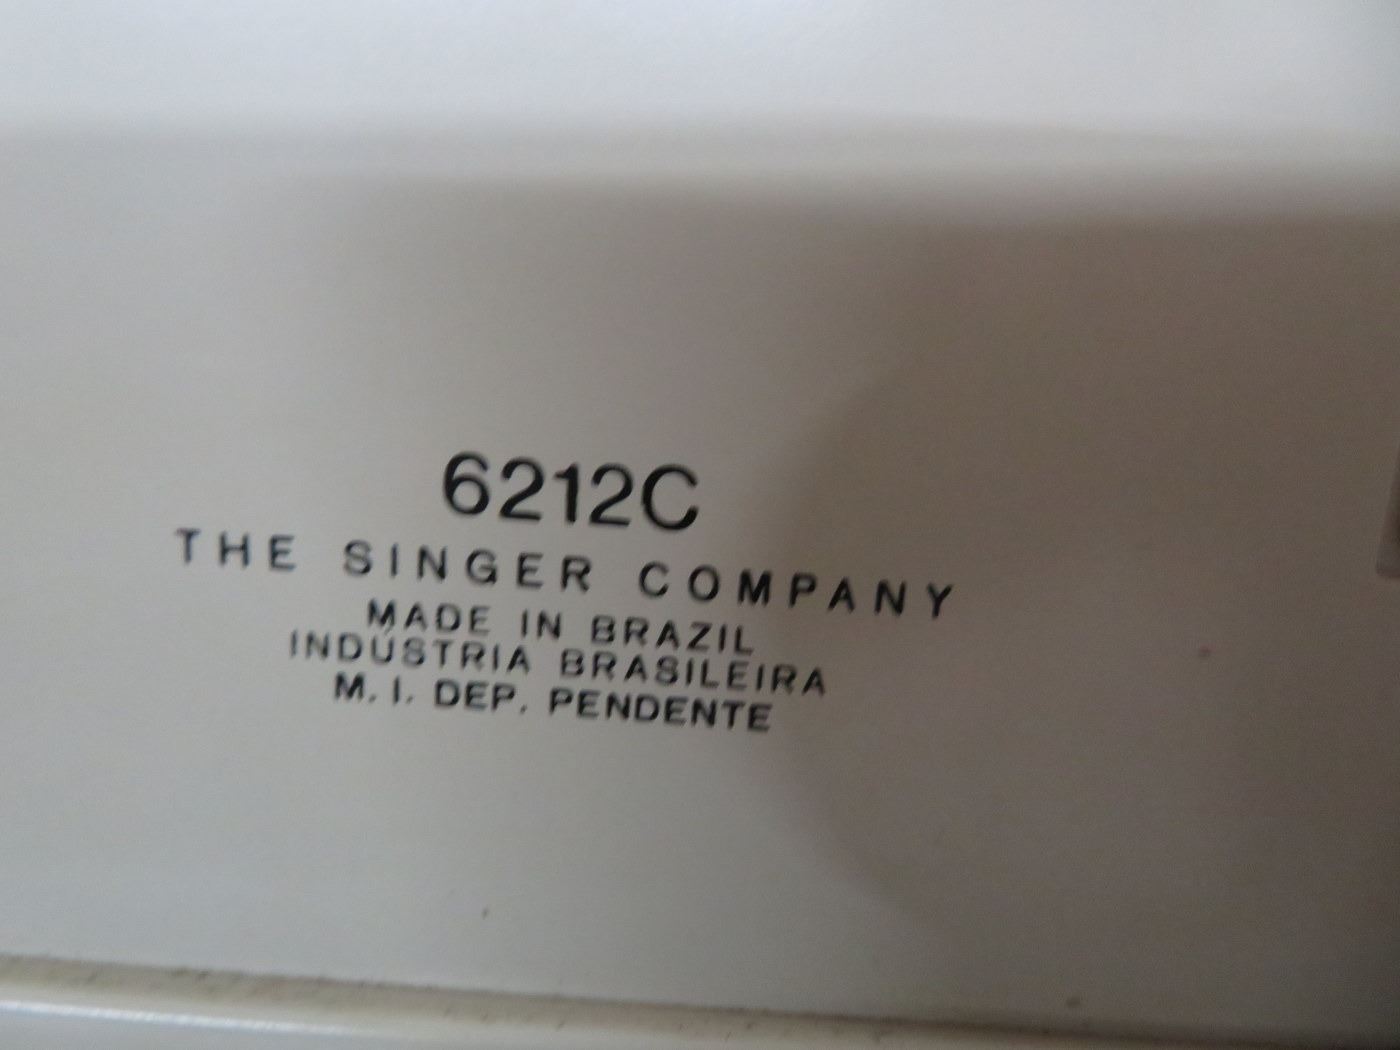 6212C
THE SINGER COMPANY
MADE IN BRAZIL
INDÚSTRIA BRASILEIRA
M. I. DEP. PENDENTE